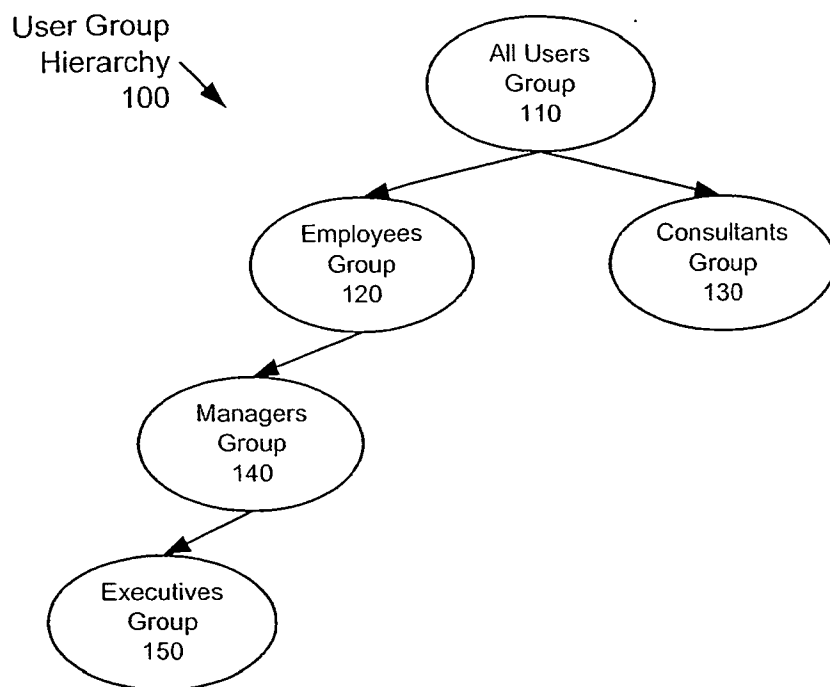 User Group
Hierarchy
100
All Users
Group
110
Employees
Group
120
Consultants
Group
130
Managers
Group
140
Executives
Group
150